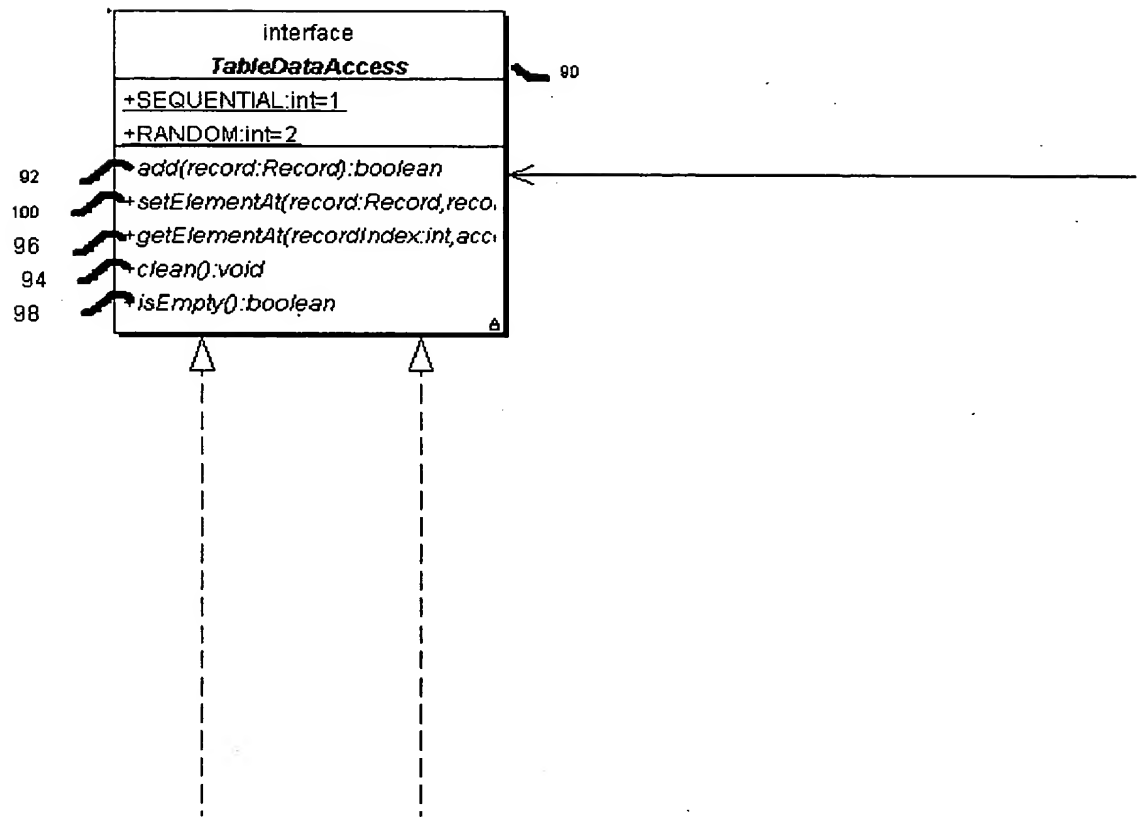 interface
TableDataAccess
90
+SEQUENTIAL:int=1
+RANDOM:int=2
92 +add(record:Record):boolean
100 +setElementAt(record:Record,reco
96 +getElementAt(recordIndex:int,acc
94 +clean():void
98 +isEmpty():boolean